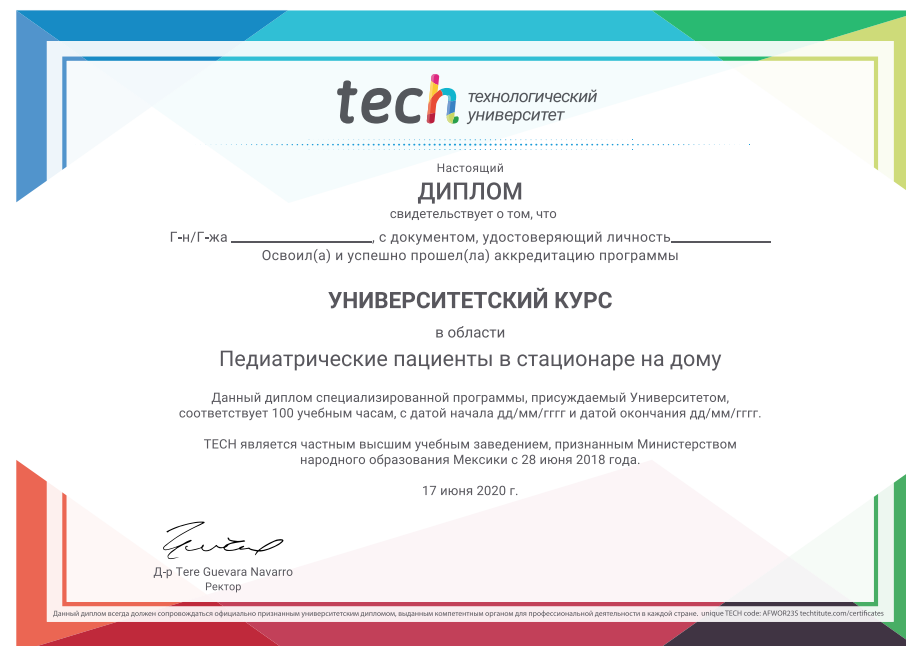 tech технологический
университет
Настоящий
ДИПЛОМ
свидетельствует о том, что
Г-н/Г-жа ________________, с документом, удостоверяющий личность____________
Освоил(а) и успешно прошел(ла) аккредитацию программы
УНИВЕРСИТЕТСКИЙ КУРС
в области
Педиатрические пациенты в стационаре на дому
Данный диплом специализированной программы, присуждаемый Университетом,
соответствует 100 учебным часам, с датой начала дд/мм/гггг и датой окончания дд/мм/гггг.
TECH является частным высшим учебным заведением, признанным Министерством
народного образования Мексики с 28 июня 2018 года.
17 июня 2020 г.
Д-р Tere Guevara Navarro
Ректор
Данный диплом всегда должен сопровождаться официально признанным университетским дипломом, выданным компетентным органом для профессиональной деятельности в каждой стране. unique TECH code: AFWOR23S techtitute.com/certificates